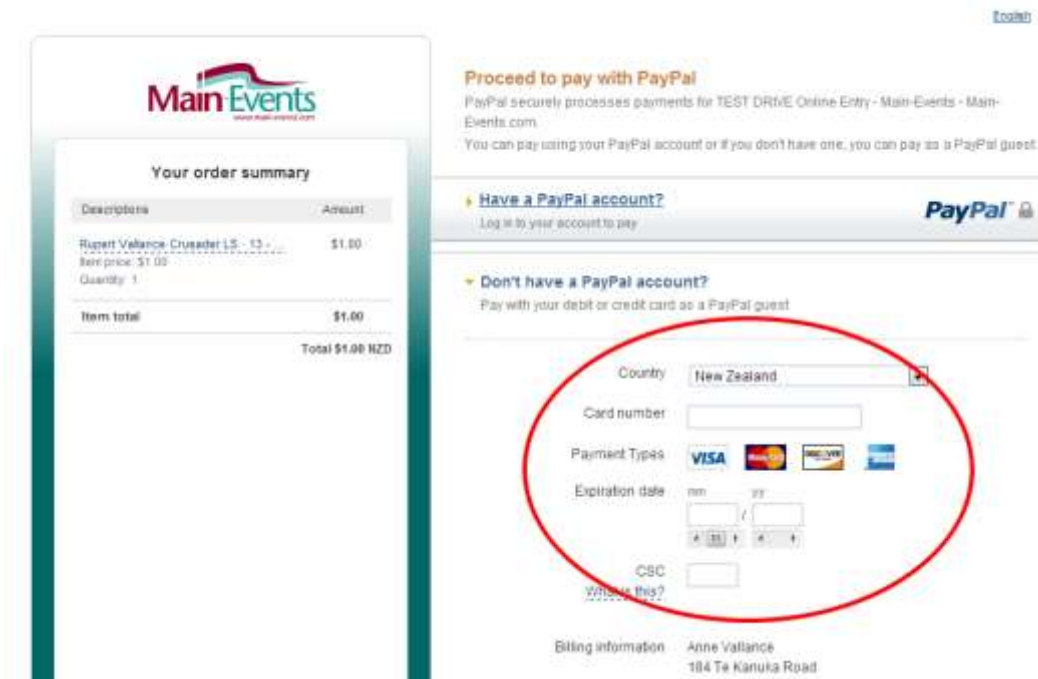 English
Main Events
www.main-events.com
Your order summary
Descriptions Amount
Rupert Vallance-Crusader LS - 13 - ... $1.00
Item price: $1.00
Quantity: 1
Item total $1.00
Total $1.00 NZD
Proceed to pay with PayPal
PayPal securely processes payments for TEST DRIVE Online Entry - Main-Events - Main-
Events.com.
You can pay using your PayPal account or if you don't have one, you can pay as a PayPal guest
Have a PayPal account?
Log in to your account to pay
PayPal
Don't have a PayPal account?
Pay with your debit or credit card as a PayPal guest
Country New Zealand
Card number
Payment Types VISA MasterCard DISCOVER
Expiration date mm yy
/
CSC
What is this?
Billing information Anne Vallance
184 Te Kanuka Road